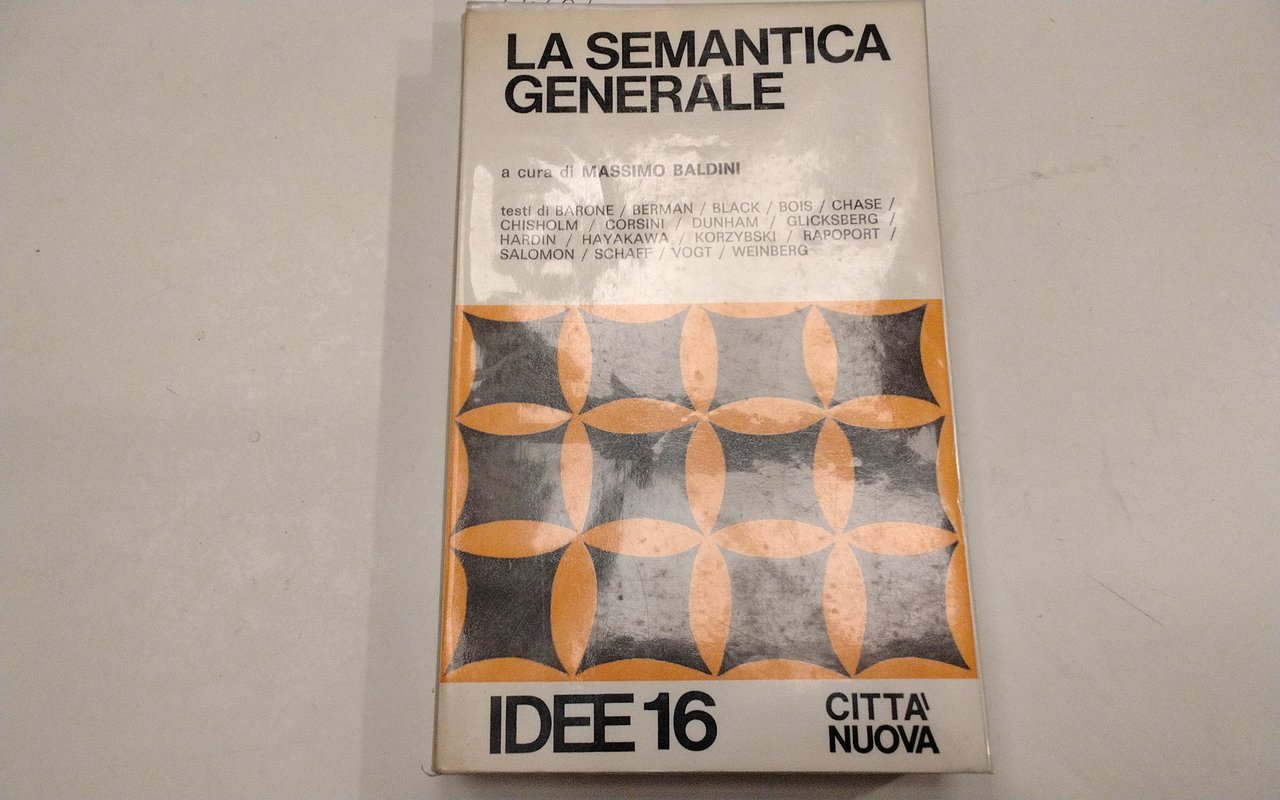 LA SEMANTICA
GENERALE
a cura di MASSIMO BALDINI
testi di BARONE / BERMAN / BLACK / BOIS / CHASE /
CHISHOLM / CORSINI / DUNHAM / GLICKSBERG /
HARDIN / HAYAKAWA / KORZYBSKI / RAPOPORT /
SALOMON / SCHAFF / VOGT / WEINBERG
IDEE 16
CITTA'
NUOVA